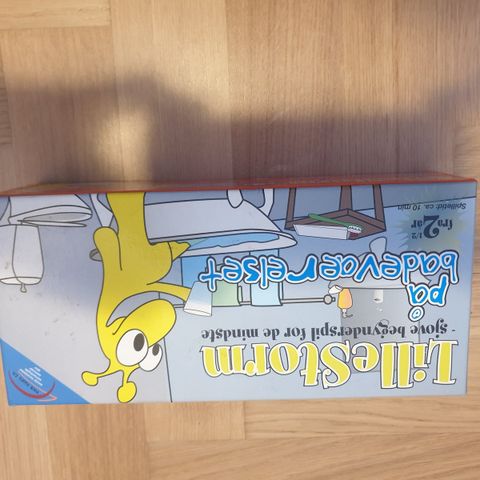 LilleStorm
- sjove begynderspil for de mindste
på
badeværelset
fra 2 1/2 år
Spilletid: ca. 10 min